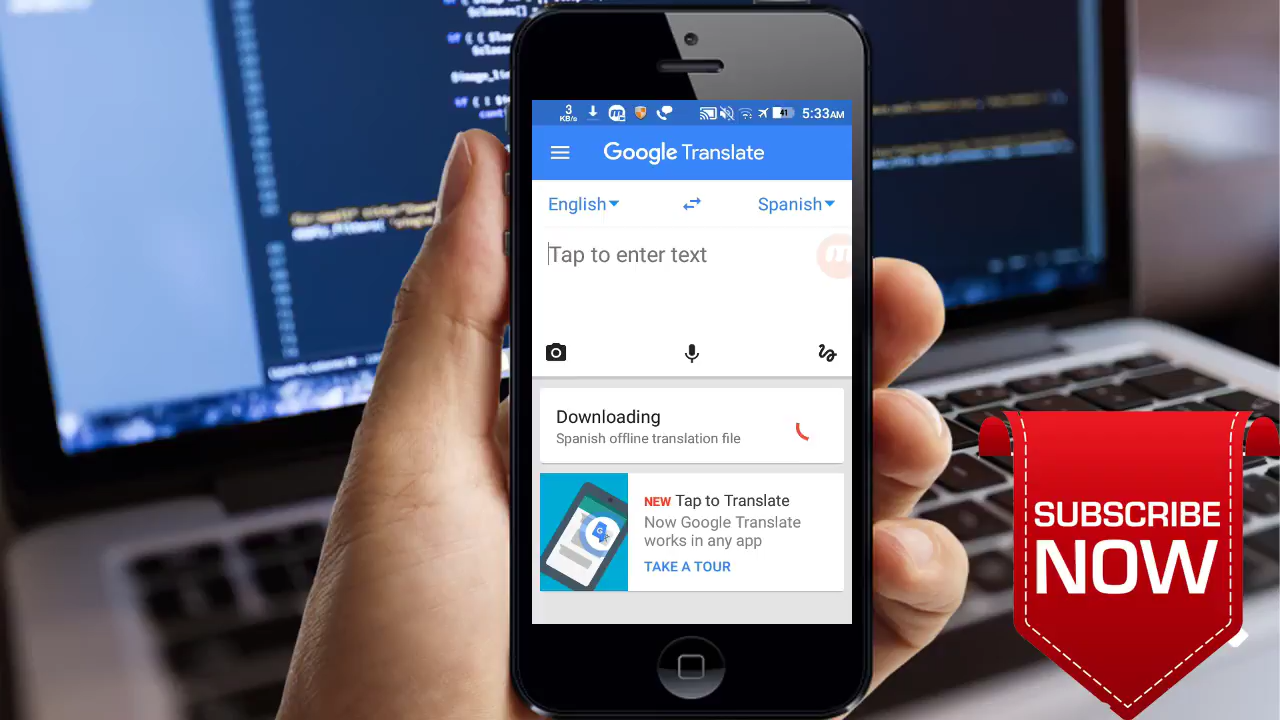 3
KB/s
41
5:33AM
Google Translate
English
Spanish
Tap to enter text
Downloading
Spanish offline translation file
NEW Tap to Translate
Now Google Translate
works in any app
TAKE A TOUR
SUBSCRIBE
NOW